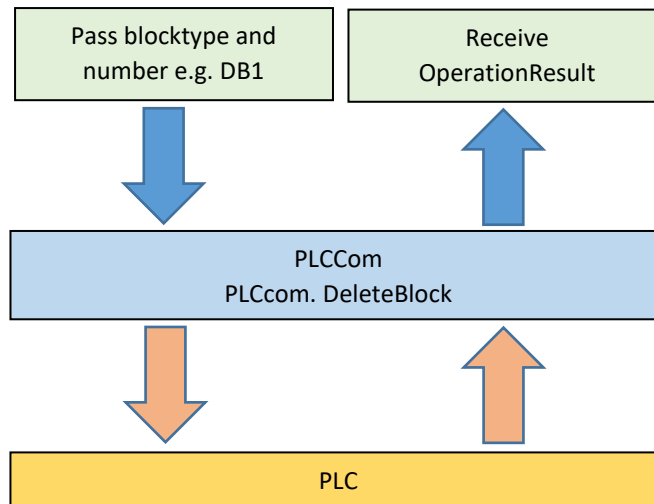 Pass blocktype and
number e.g. DB1
Receive
OperationResult
PLCCom
PLCcom. DeleteBlock
PLC